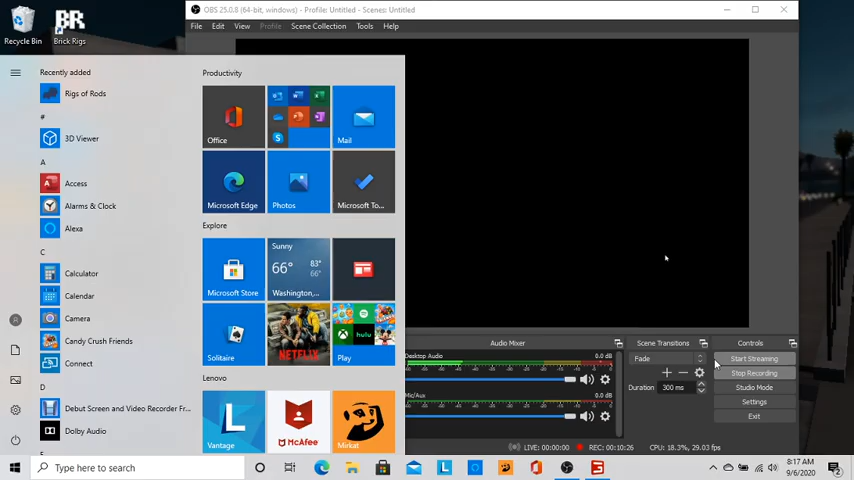 OBS 25.0.8 (64-bit, windows) - Profile: Untitled - Scenes: Untitled
File Edit View Profile Scene Collection Tools Help
BR
Recycle Bin
Brick Rigs
Recently added
Rigs of Rods
#
3D Viewer
A
Access
Alarms & Clock
Alexa
C
Calculator
Calendar
Camera
Candy Crush Friends
Connect
D
Debut Screen and Video Recorder Fr...
Dolby Audio
Productivity
Office
Mail
Microsoft Edge
Photos
Microsoft To...
Explore
Microsoft Store
Sunny
66° 83°
66°
Washington,...
Solitaire
NETFLIX
hulu
Play
Lenovo
Vantage
McAfee
Mirkat
Audio Mixer
Desktop Audio
0.0 dB
Mic/Aux
0.0 dB
Scene Transitions
Fade
Duration 300 ms
Controls
Start Streaming
Stop Recording
Studio Mode
Settings
Exit
LIVE: 00:00:00 REC: 00:10:26 CPU: 18.3%, 29.03 fps
Type here to search
8:17 AM
9/6/2020
2